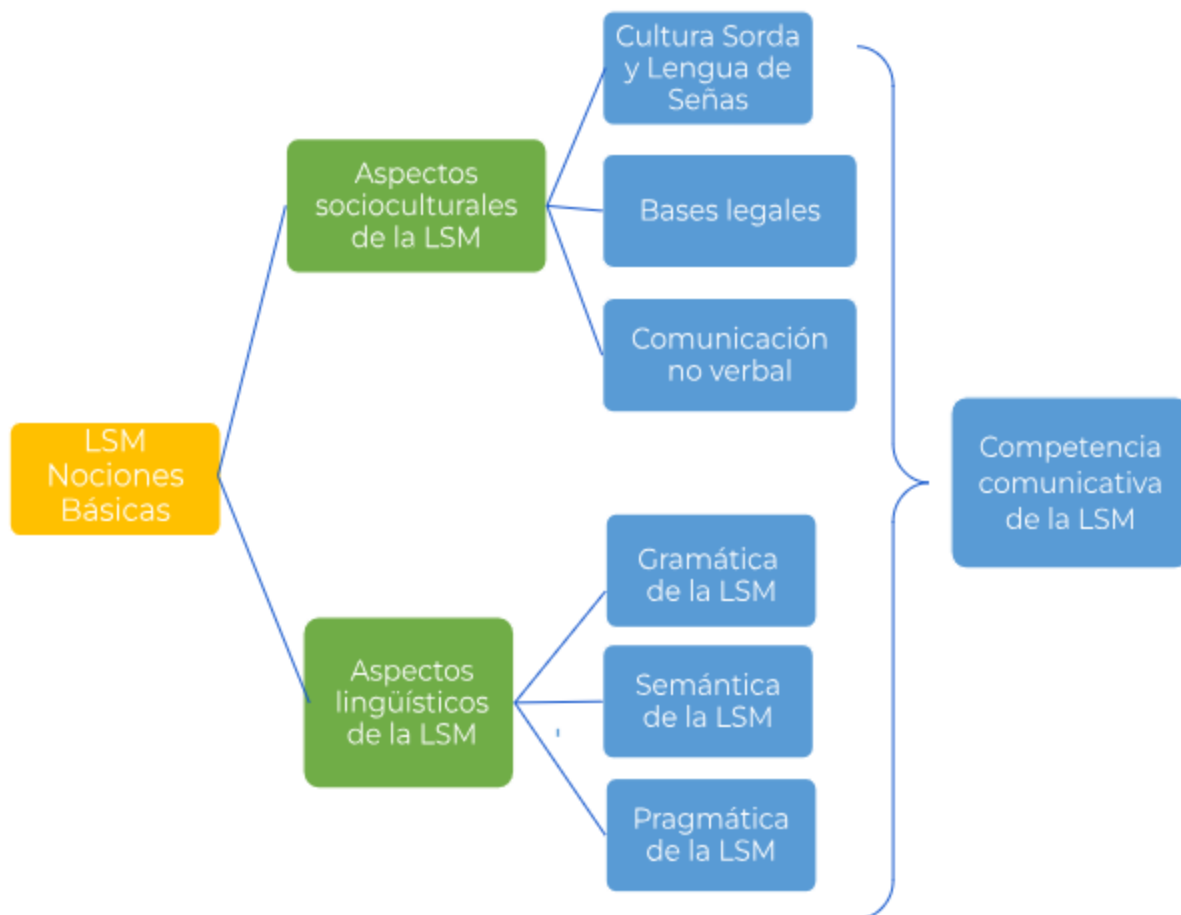 Cultura Sorda
y Lengua de
Señas
Aspectos
socioculturales
de la LSM
Bases legales
Comunicación
no verbal
LSM
Nociones
Básicas
Competencia
comunicativa
de la LSM
Gramática
de la LSM
Aspectos
lingüísticos
de la LSM
Semántica
de la LSM
Pragmática
de la LSM